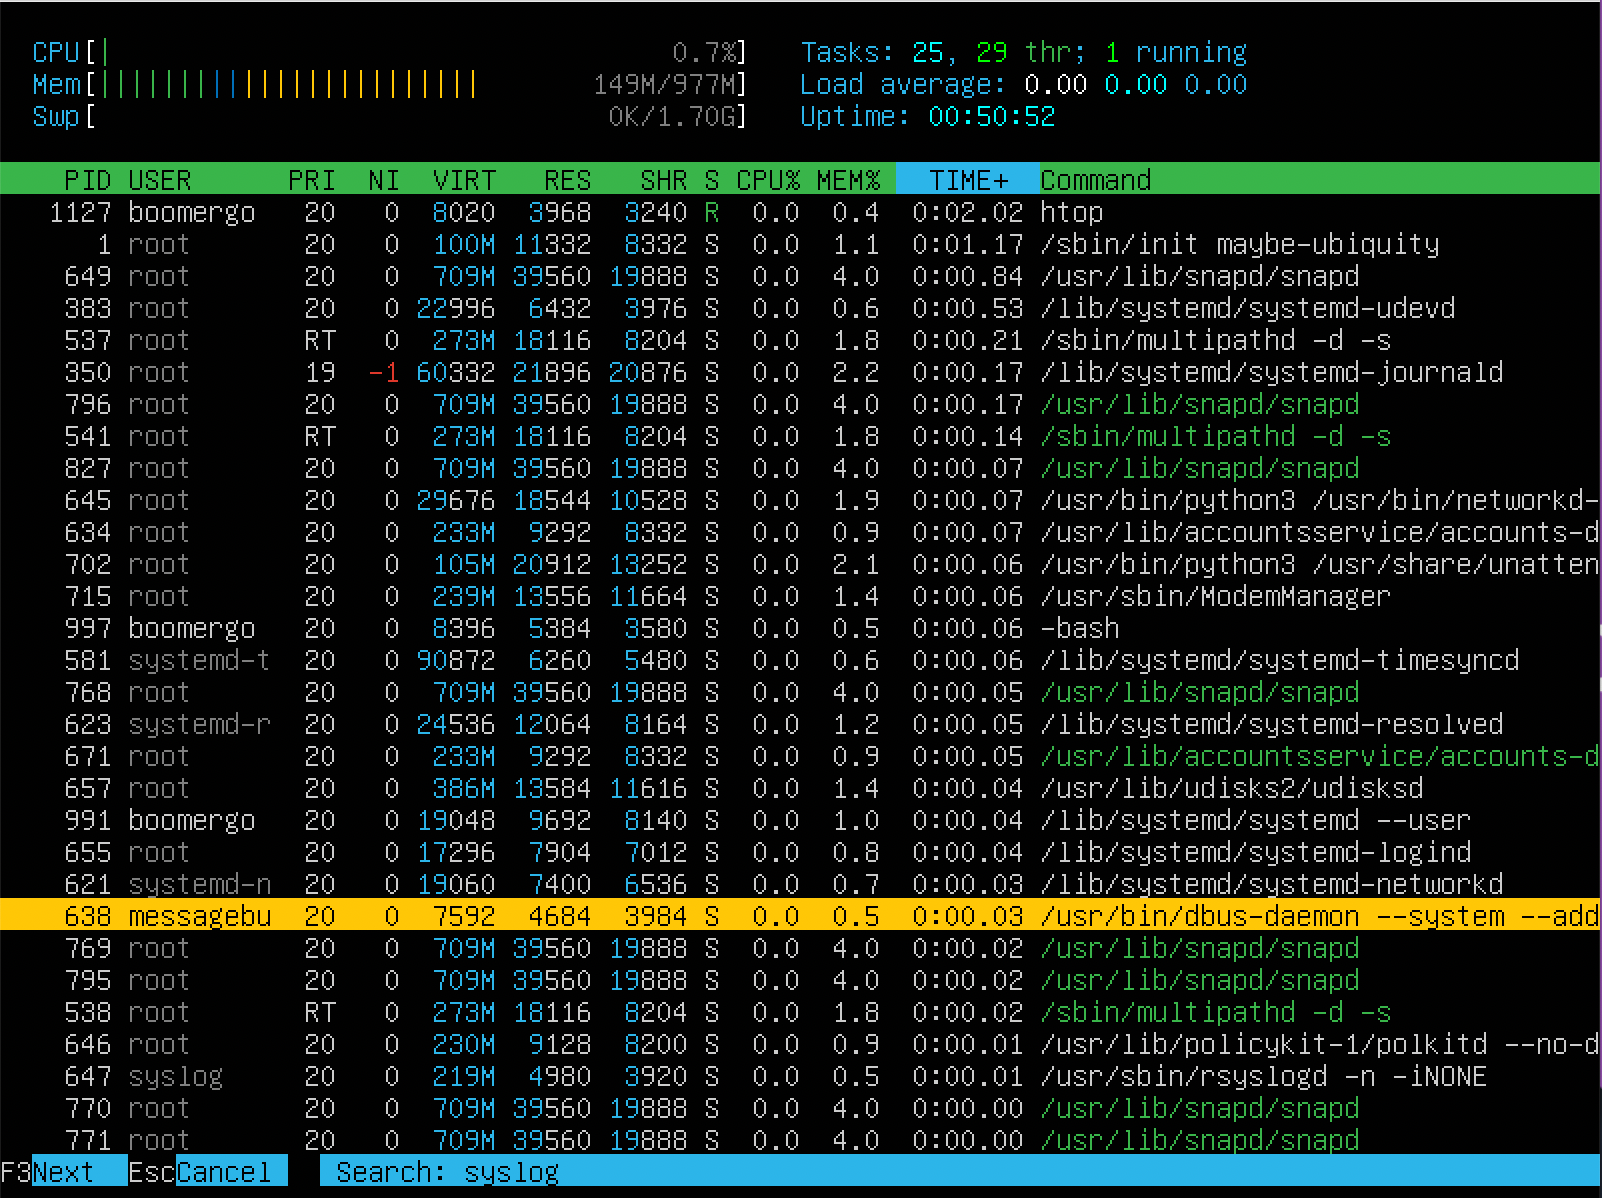 CPU[| 0.7%] Tasks: 25, 29 thr; 1 running
Mem[|||||||||||||||||||||||| 149M/977M] Load average: 0.00 0.00 0.00
Swp[ 0K/1.70G] Uptime: 00:50:52
PID USER PRI NI VIRT RES SHR S CPU% MEM% TIME+ Command
1127 boomergo 20 0 8020 3968 3240 R 0.0 0.4 0:02.02 htop
1 root 20 0 100M 11332 8332 S 0.0 1.1 0:01.17 /sbin/init maybe-ubiquity
649 root 20 0 709M 39560 19888 S 0.0 4.0 0:00.84 /usr/lib/snapd/snapd
383 root 20 0 22996 6432 3976 S 0.0 0.6 0:00.53 /lib/systemd/systemd-udevd
537 root RT 0 273M 18116 8204 S 0.0 1.8 0:00.21 /sbin/multipathd -d -s
350 root 19 -1 60332 21896 20876 S 0.0 2.2 0:00.17 /lib/systemd/systemd-journald
796 root 20 0 709M 39560 19888 S 0.0 4.0 0:00.17 /usr/lib/snapd/snapd
541 root RT 0 273M 18116 8204 S 0.0 1.8 0:00.14 /sbin/multipathd -d -s
827 root 20 0 709M 39560 19888 S 0.0 4.0 0:00.07 /usr/lib/snapd/snapd
645 root 20 0 29676 18544 10528 S 0.0 1.9 0:00.07 /usr/bin/python3 /usr/bin/networkd-
634 root 20 0 233M 9292 8332 S 0.0 0.9 0:00.07 /usr/lib/accountsservice/accounts-d
702 root 20 0 105M 20912 13252 S 0.0 2.1 0:00.06 /usr/bin/python3 /usr/share/unatten
715 root 20 0 239M 13556 11664 S 0.0 1.4 0:00.06 /usr/sbin/ModemManager
997 boomergo 20 0 8396 5384 3580 S 0.0 0.5 0:00.06 -bash
581 systemd-t 20 0 90872 6260 5480 S 0.0 0.6 0:00.06 /lib/systemd/systemd-timesyncd
768 root 20 0 709M 39560 19888 S 0.0 4.0 0:00.05 /usr/lib/snapd/snapd
623 systemd-r 20 0 24536 12064 8164 S 0.0 1.2 0:00.05 /lib/systemd/systemd-resolved
671 root 20 0 233M 9292 8332 S 0.0 0.9 0:00.05 /usr/lib/accountsservice/accounts-d
657 root 20 0 386M 13584 11616 S 0.0 1.4 0:00.04 /usr/lib/udisks2/udisksd
991 boomergo 20 0 19048 9692 8140 S 0.0 1.0 0:00.04 /lib/systemd/systemd --user
655 root 20 0 17296 7904 7012 S 0.0 0.8 0:00.04 /lib/systemd/systemd-logind
621 systemd-n 20 0 19060 7400 6536 S 0.0 0.7 0:00.03 /lib/systemd/systemd-networkd
638 messagebu 20 0 7592 4684 3984 S 0.0 0.5 0:00.03 /usr/bin/dbus-daemon --system --add
769 root 20 0 709M 39560 19888 S 0.0 4.0 0:00.02 /usr/lib/snapd/snapd
795 root 20 0 709M 39560 19888 S 0.0 4.0 0:00.02 /usr/lib/snapd/snapd
538 root RT 0 273M 18116 8204 S 0.0 1.8 0:00.02 /sbin/multipathd -d -s
646 root 20 0 230M 9128 8200 S 0.0 0.9 0:00.01 /usr/lib/policykit-1/polkitd --no-d
647 syslog 20 0 219M 4980 3920 S 0.0 0.5 0:00.01 /usr/sbin/rsyslogd -n -iNONE
770 root 20 0 709M 39560 19888 S 0.0 4.0 0:00.00 /usr/lib/snapd/snapd
771 root 20 0 709M 39560 19888 S 0.0 4.0 0:00.00 /usr/lib/snapd/snapd
F3Next EscCancel Search: syslog